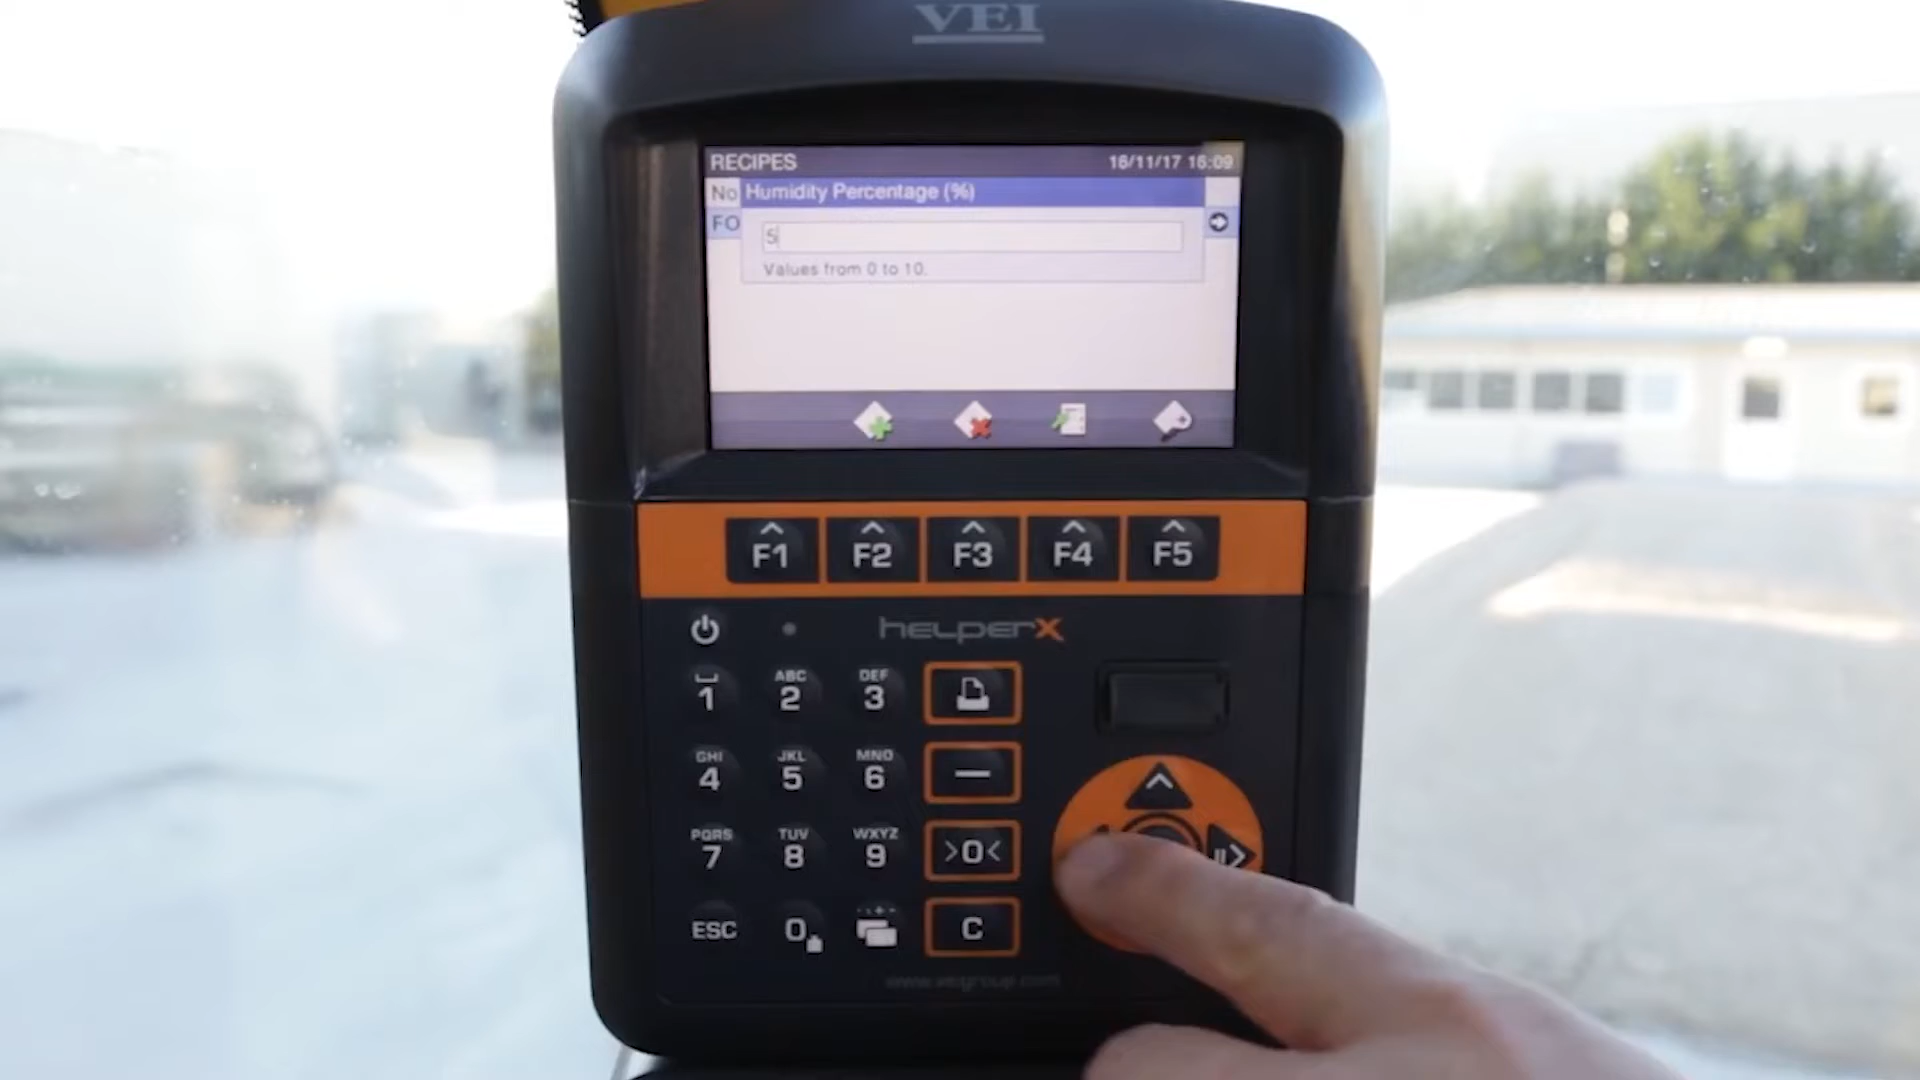 VEI
RECIPES 16/11/17 16:09
No Humidity Percentage (%)
FO
5
Values from 0 to 10.
F1 F2 F3 F4 F5
helperX
1 ABC 2 DEF 3
GHI 4 JKL 5 MNO 6
PQRS 7 TUV 8 WXYZ 9 >0<
ESC 0 C
www.veigroup.com